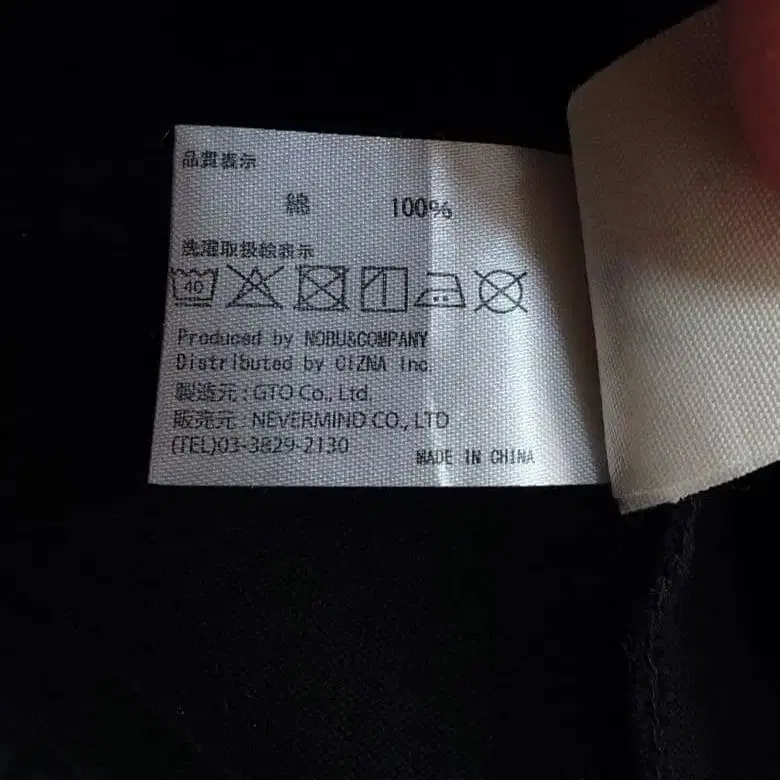 品質表示
綿 100%
洗濯取扱絵表示
40
Produced by NOBU&COMPANY
Distributed by CIZNA Inc.
製造元 : GTO Co., Ltd.
販売元 : NEVERMIND CO., LTD
(TEL)03-3829-2130
MADE IN CHINA